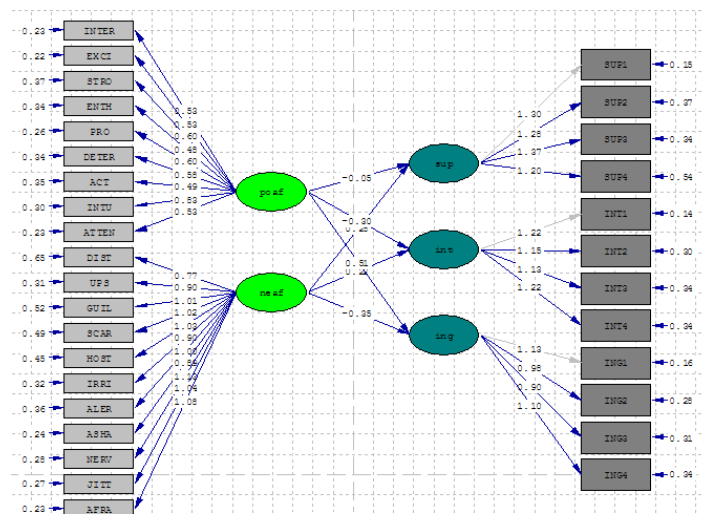 0.23 INTER
0.22 EXCI
0.37 STRO
0.34 ENTH
0.26 PRO
0.34 DETER
0.35 ACT
0.30 INTU
0.23 ATTEN
0.65 DIST
0.31 UPS
0.52 GUIL
0.49 SCAR
0.45 HOST
0.32 IRRI
0.36 ALER
0.24 ASHA
0.28 NERV
0.27 JITT
0.23 AFRA
0.53
0.53
0.60
0.48
0.60
0.56
0.49
0.53
0.53
0.77
0.90
1.01
1.02
1.03
0.90
1.04
1.08
poaf
neaf
-0.05
-0.30
0.51
-0.35
sup
int
ing
1.30
1.28
1.37
1.20
1.22
1.15
1.13
1.22
1.13
0.98
0.90
1.10
SUP1 0.15
SUP2 0.37
SUP3 0.34
SUP4 0.54
INT1 0.14
INT2 0.30
INT3 0.34
INT4 0.34
ING1 0.16
ING2 0.28
ING3 0.31
ING4 0.34